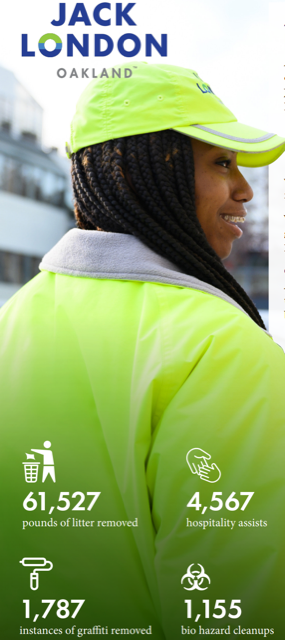 JACK
LONDON
OAKLAND™
61,527
pounds of litter removed
4,567
hospitality assists
1,787
instances of graffiti removed
1,155
bio hazard cleanups